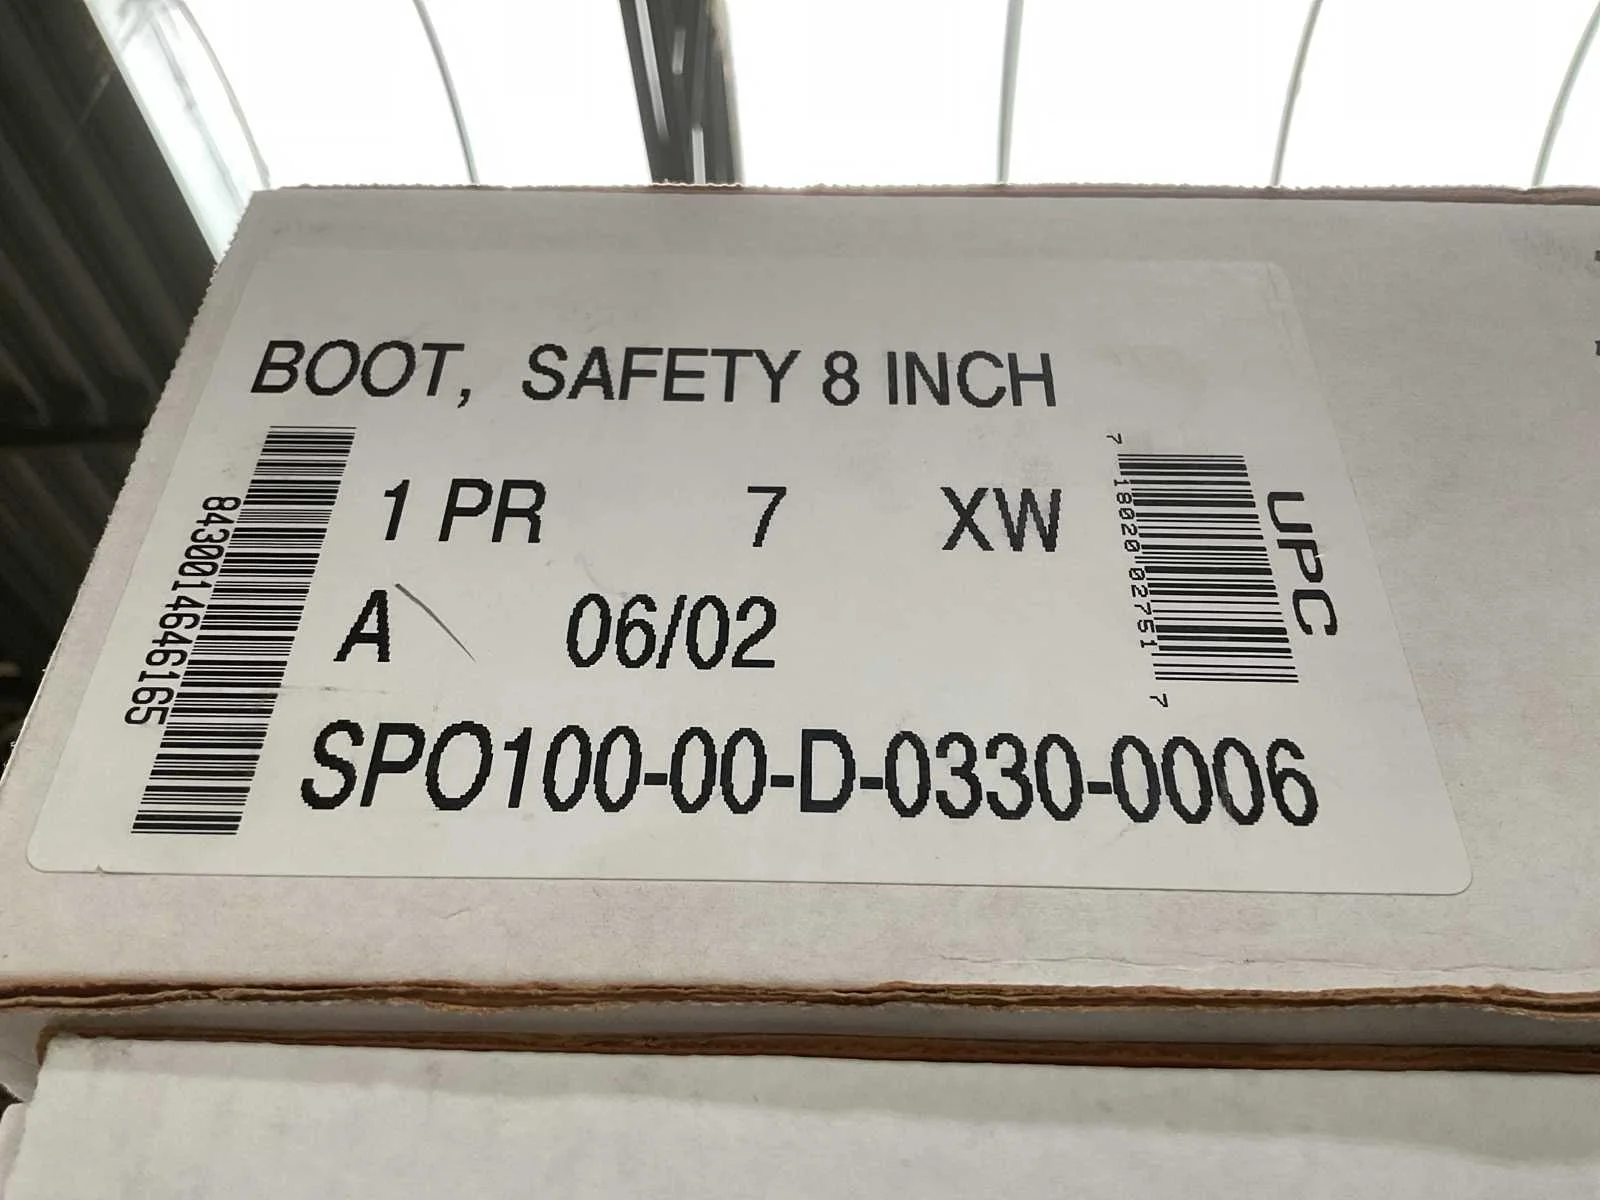 BOOT, SAFETY 8 INCH
1 PR 7 XW
A 06/02
SPO100-00-D-0330-0006
8430014646165
7 18020 02751 7
UPC